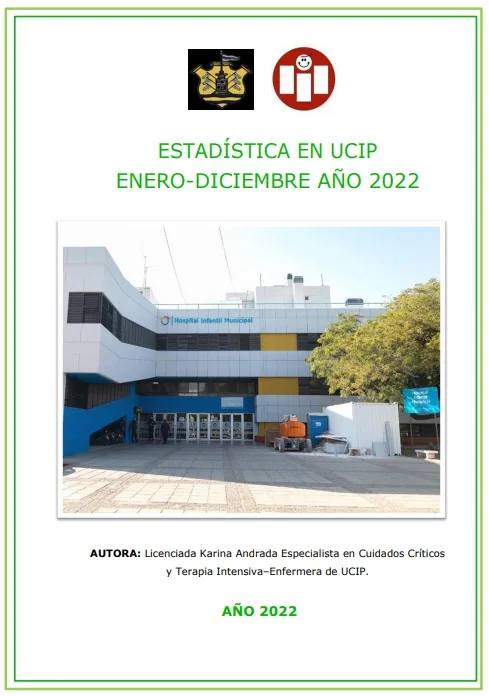 ESTADÍSTICA EN UCIP
ENERO-DICIEMBRE AÑO 2022
Hospital Infantil Municipal
AUTORA: Licenciada Karina Andrada Especialista en Cuidados Críticos
y Terapia Intensiva–Enfermera de UCIP.
AÑO 2022